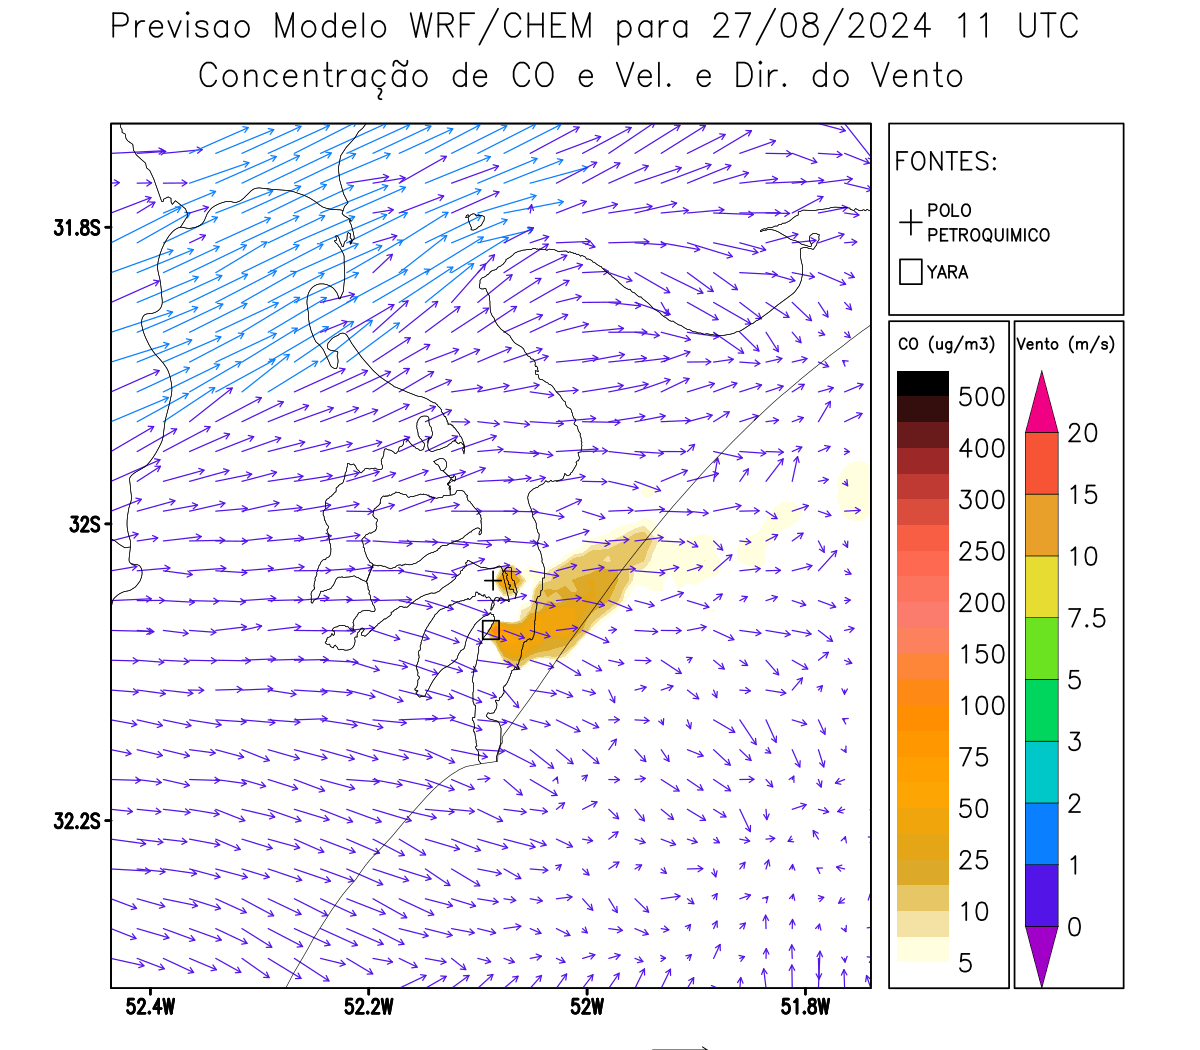 Previsao Modelo WRF/CHEM para 27/08/2024 11 UTC
Concentração de CO e Vel. e Dir. do Vento
FONTES:
POLO
PETROQUIMICO
YARA
CO (ug/m3)
500
400
300
250
200
150
100
75
50
25
10
5
Vento (m/s)
20
15
10
7.5
5
3
2
1
0
31.8S
32S
32.2S
52.4W
52.2W
52W
51.8W